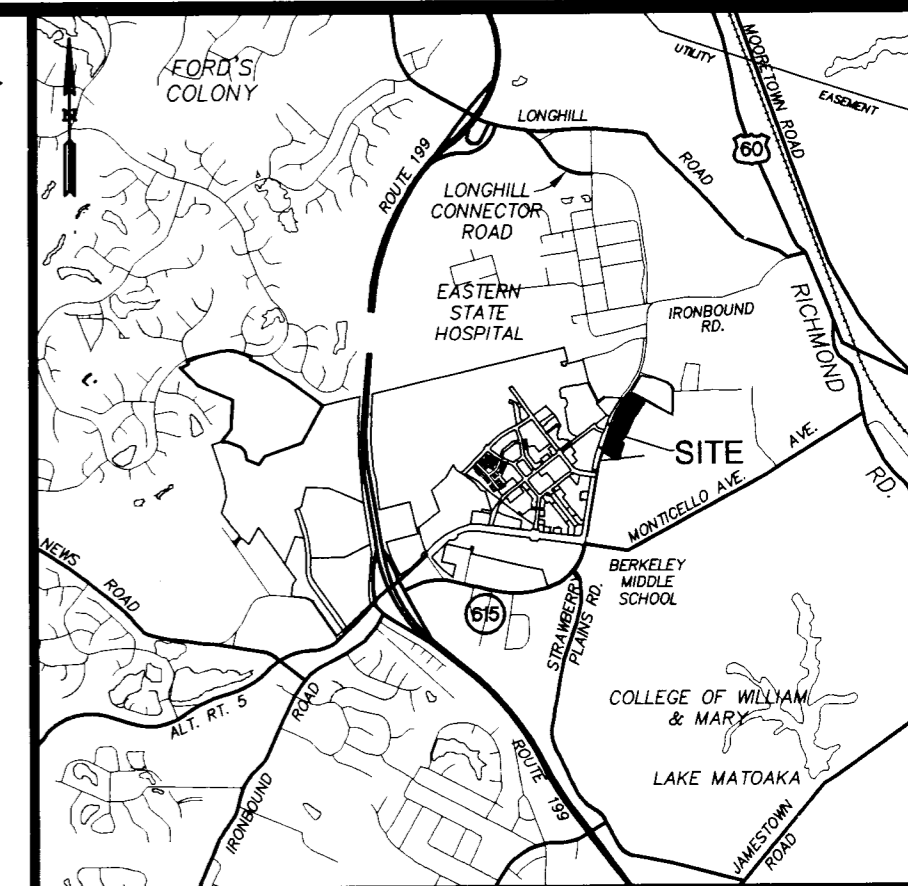 FORD'S
COLONY
N
UTILITY
EASEMENT
MOORETOWN ROAD
60
LONGHILL
ROAD
ROUTE 199
LONGHILL
CONNECTOR
ROAD
EASTERN
STATE
HOSPITAL
IRONBOUND
RD.
RICHMOND
RD.
SITE
MONTICELLO AVE.
AVE.
NEWS
ROAD
BERKELEY
MIDDLE
SCHOOL
615
STRAWBERRY
PLAINS RD.
ALT. RT. 5
ROAD
IRONBOUND
COLLEGE OF WILLIAM
& MARY
LAKE MATOAKA
ROUTE 199
JAMESTOWN
ROAD